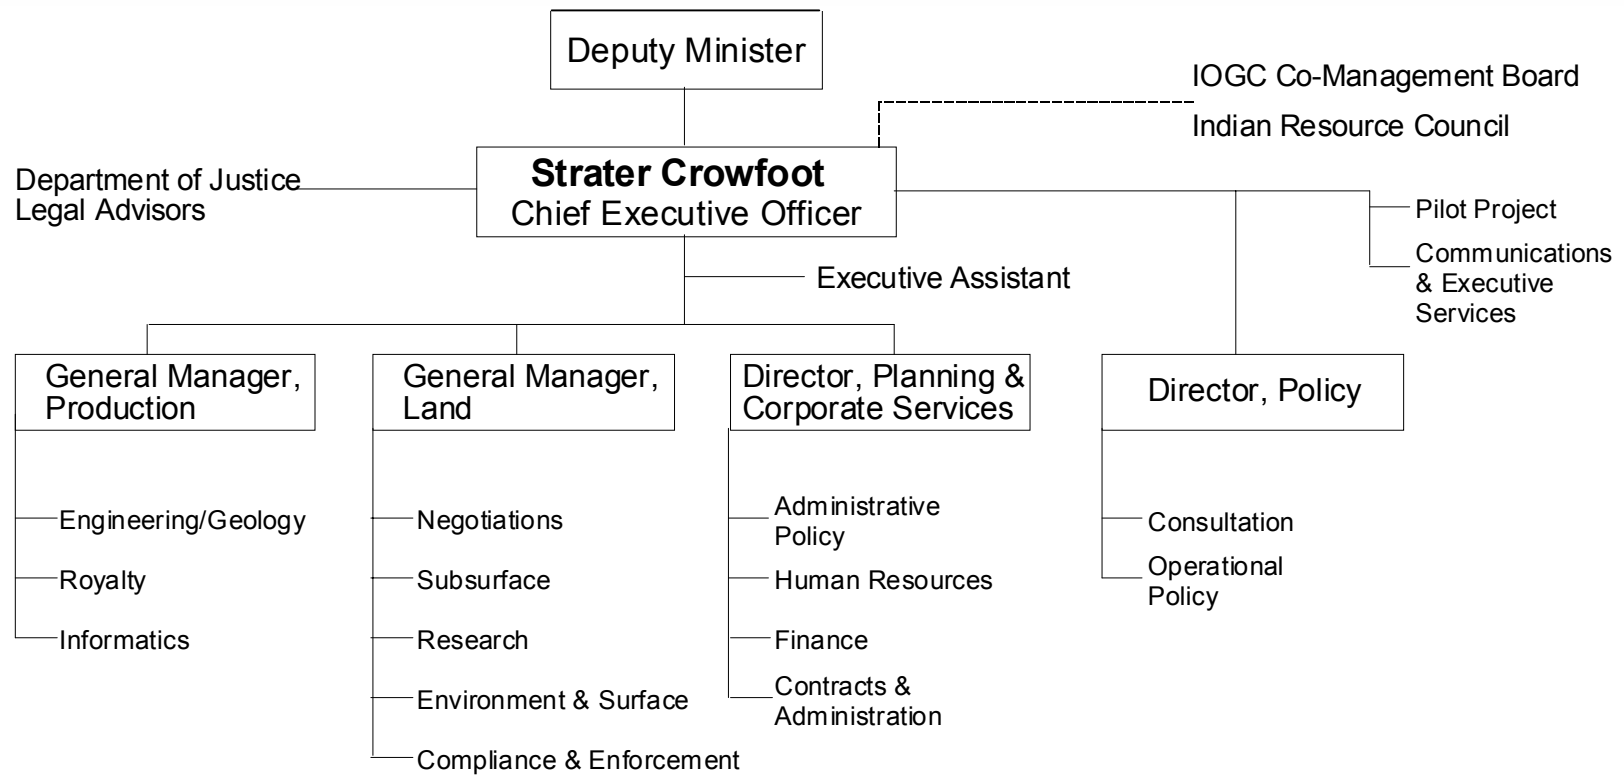 Deputy Minister
IOGC Co-Management Board
Indian Resource Council
Strater Crowfoot
Chief Executive Officer
Department of Justice
Legal Advisors
Pilot Project
Communications
& Executive
Services
Executive Assistant
General Manager,
Production
General Manager,
Land
Director, Planning &
Corporate Services
Director, Policy
Engineering/Geology
Royalty
Informatics
Negotiations
Subsurface
Research
Environment & Surface
Compliance & Enforcement
Administrative
Policy
Human Resources
Finance
Contracts &
Administration
Consultation
Operational
Policy